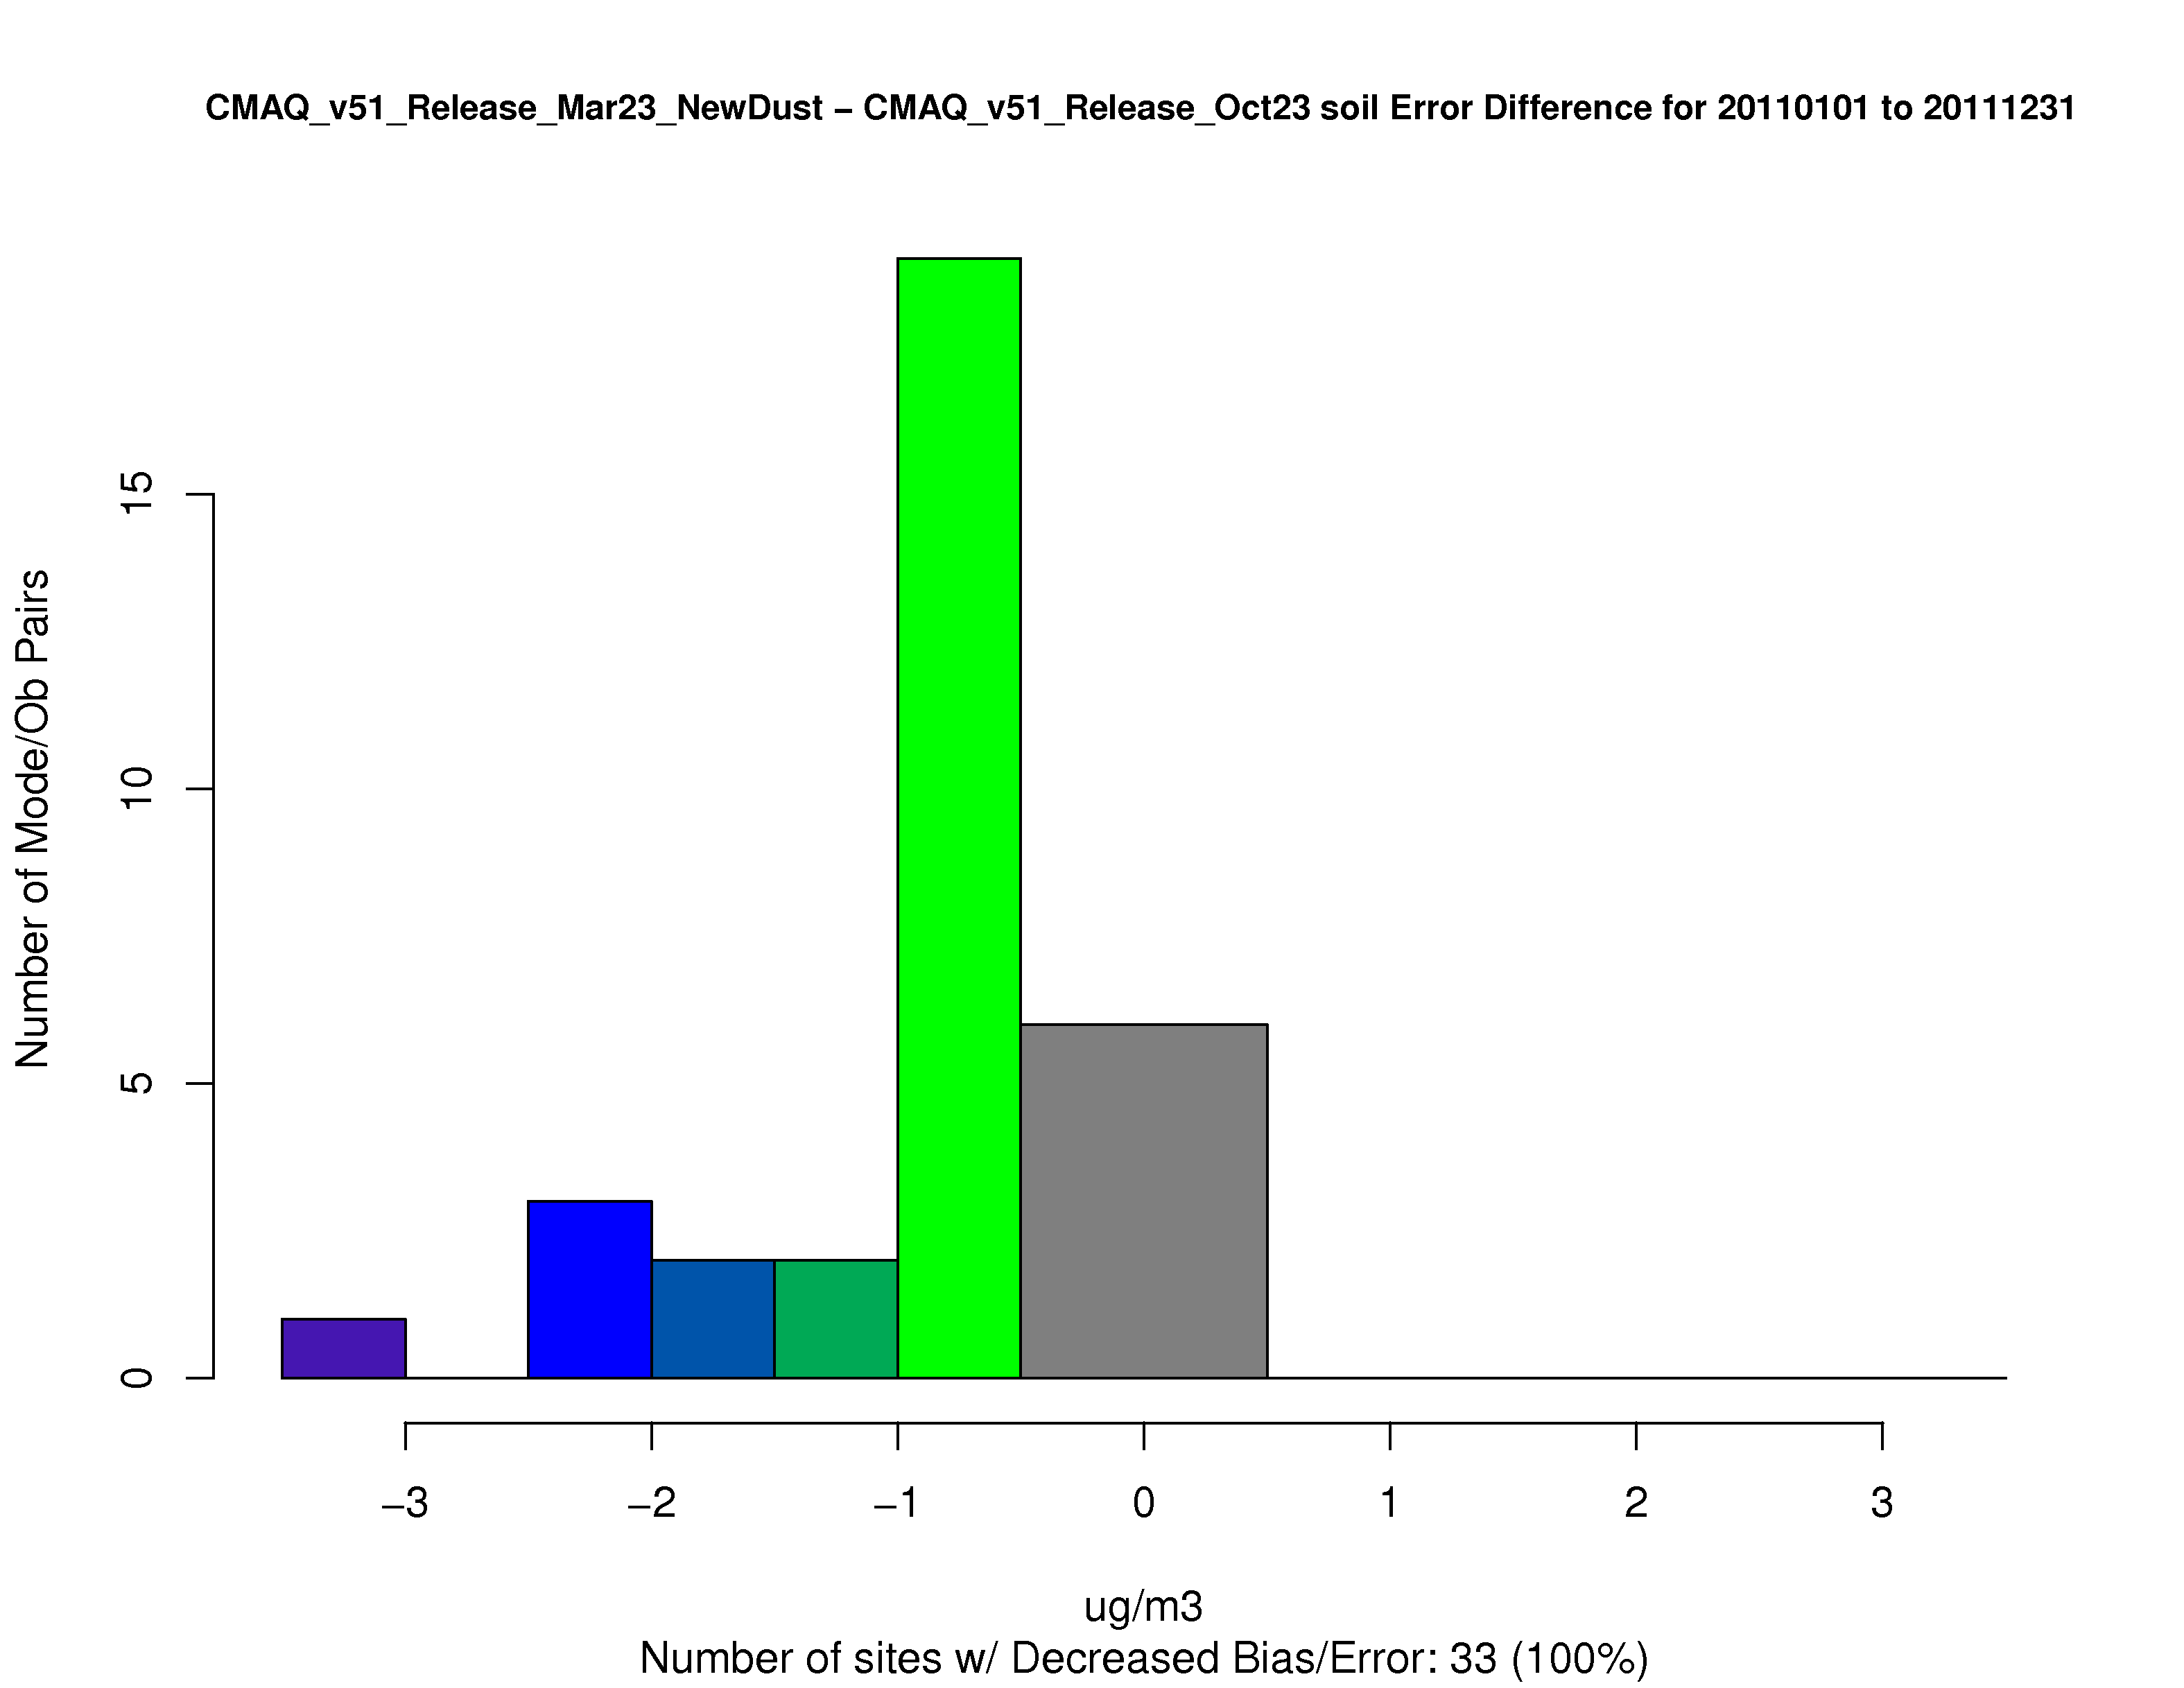 CMAQ_v51_Release_Mar23_NewDust − CMAQ_v51_Release_Oct23 soil Error Difference for 20110101 to 20111231
Number of Mode/Ob Pairs
15
10
5
0
−3 −2 −1 0 1 2 3
ug/m3
Number of sites w/ Decreased Bias/Error: 33 (100%)